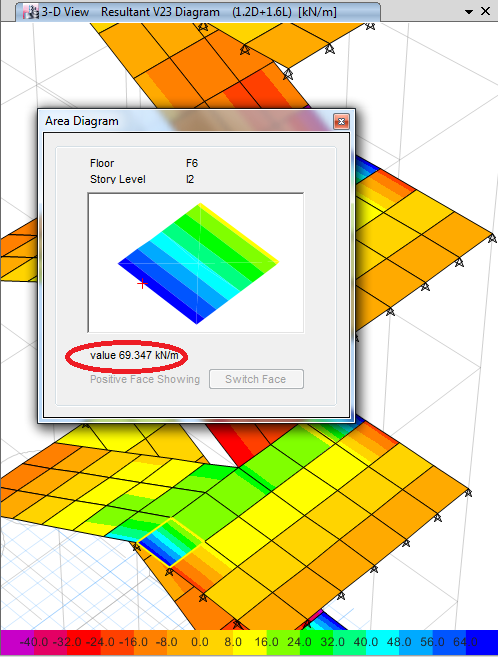 3-D View Resultant V23 Diagram (1.2D+1.6L) [kN/m]
Area Diagram
Floor F6
Story Level I2
value 69.347 kN/m
Positive Face Showing Switch Face
-40.0 -32.0 -24.0 -16.0 -8.0 0.0 8.0 16.0 24.0 32.0 40.0 48.0 56.0 64.0